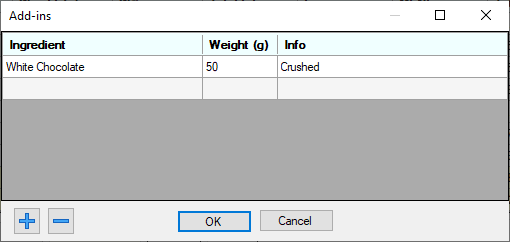 Add-ins
Ingredient Weight (g) Info
White Chocolate 50 Crushed
OK Cancel